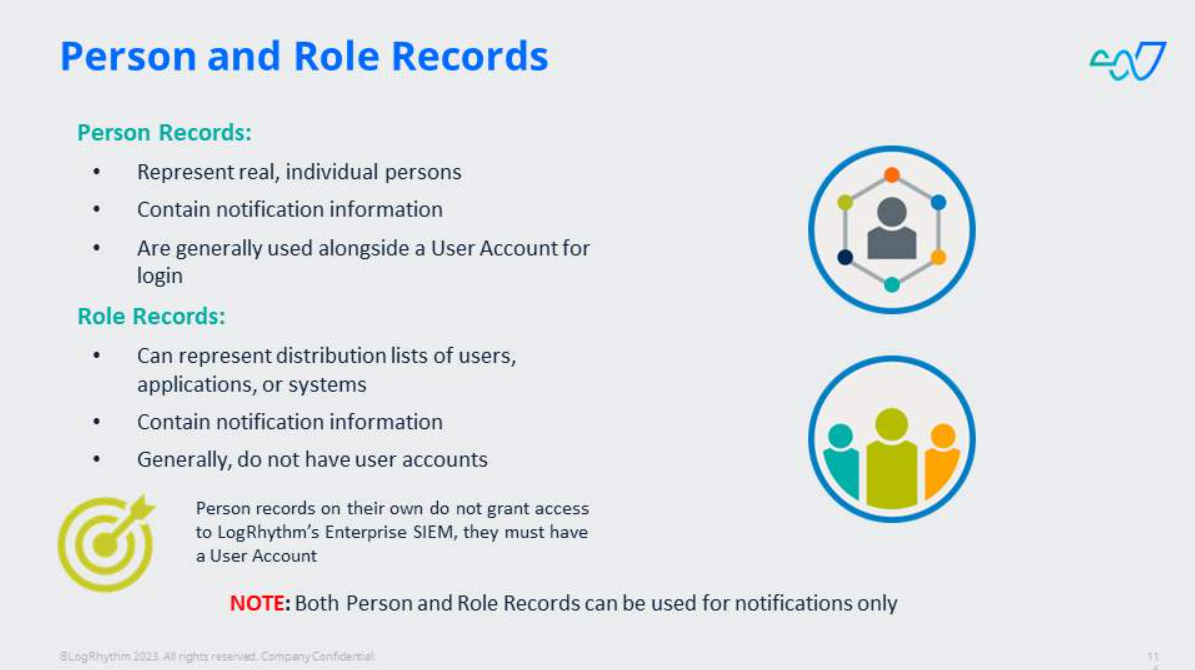 Person and Role Records
Person Records:
• Represent real, individual persons
• Contain notification information
• Are generally used alongside a User Account for
login
Role Records:
• Can represent distribution lists of users,
applications, or systems
• Contain notification information
• Generally, do not have user accounts
Person records on their own do not grant access
to LogRhythm's Enterprise SIEM, they must have
a User Account
NOTE: Both Person and Role Records can be used for notifications only
©LogRhythm 2023. All rights reserved. Company Confidential.
11